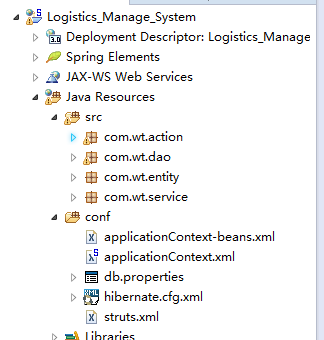 Logistics_Manage_System
Deployment Descriptor: Logistics_Manage
Spring Elements
JAX-WS Web Services
Java Resources
src
com.wt.action
com.wt.dao
com.wt.entity
com.wt.service
conf
applicationContext-beans.xml
applicationContext.xml
db.properties
hibernate.cfg.xml
struts.xml
Libraries